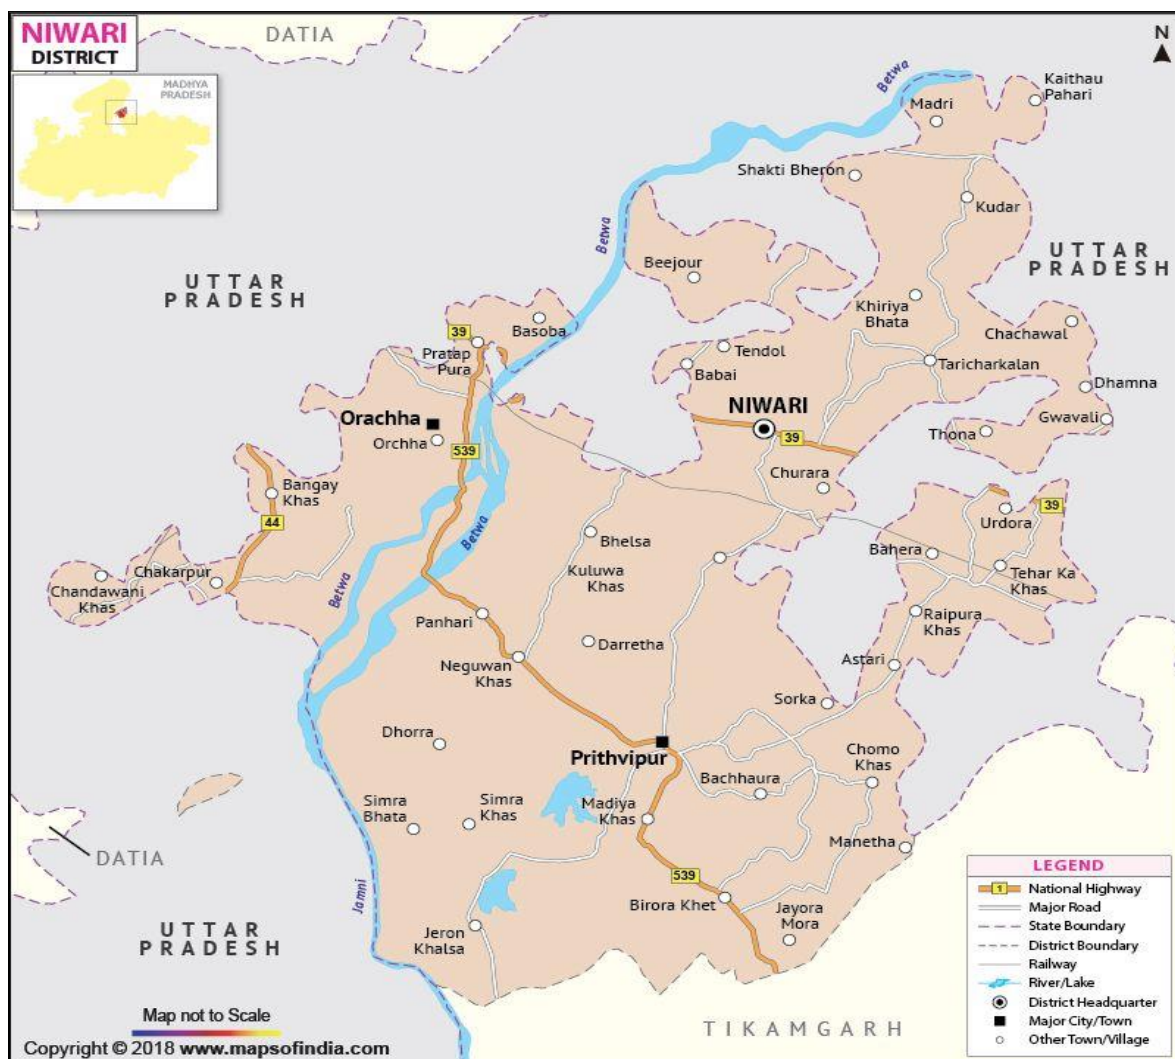 NIWARI
DISTRICT
DATIA
N
MADHYA
PRADESH
Betwa
Madri
Kaithau
Pahari
Shakti Bheron
Kudar
Betwa
UTTAR
PRADESH
UTTAR
PRADESH
Beejour
Khiriya
Bhata
Chachawal
39
Basoba
Pratap
Pura
Tendol
Babai
Taricharkalan
Dhamna
Orachha
Orchha
NIWARI
39
Gwavali
Thona
539
Churara
Bangay
Khas
44
39
Urdora
Betwa
Bhelsa
Bahera
Kuluwa
Khas
Tehar Ka
Khas
Chakarpur
Chandawani
Khas
Betwa
Panhari
Raipura
Khas
Darretha
Neguwan
Khas
Astari
Sorka
Dhorra
Prithvipur
Chomo
Khas
Bachhaura
Simra
Bhata
Simra
Khas
Madiya
Khas
Manetha
DATIA
Jamni
539
Birora Khet
Jayora
Mora
UTTAR
PRADESH
Jeron
Khalsa
TIKAMGARH
LEGEND
1 National Highway
Major Road
State Boundary
District Boundary
Railway
River/Lake
District Headquarter
Major City/Town
Other Town/Village
Map not to Scale
Copyright © 2018 www.mapsofindia.com